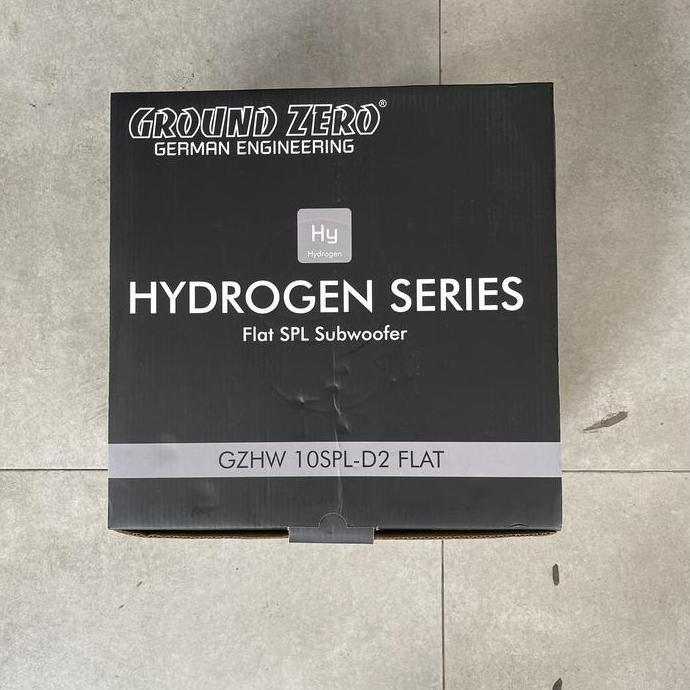 GROUND ZERO®
GERMAN ENGINEERING
Hy
Hydrogen
HYDROGEN SERIES
Flat SPL Subwoofer
GZHW 10SPL-D2 FLAT